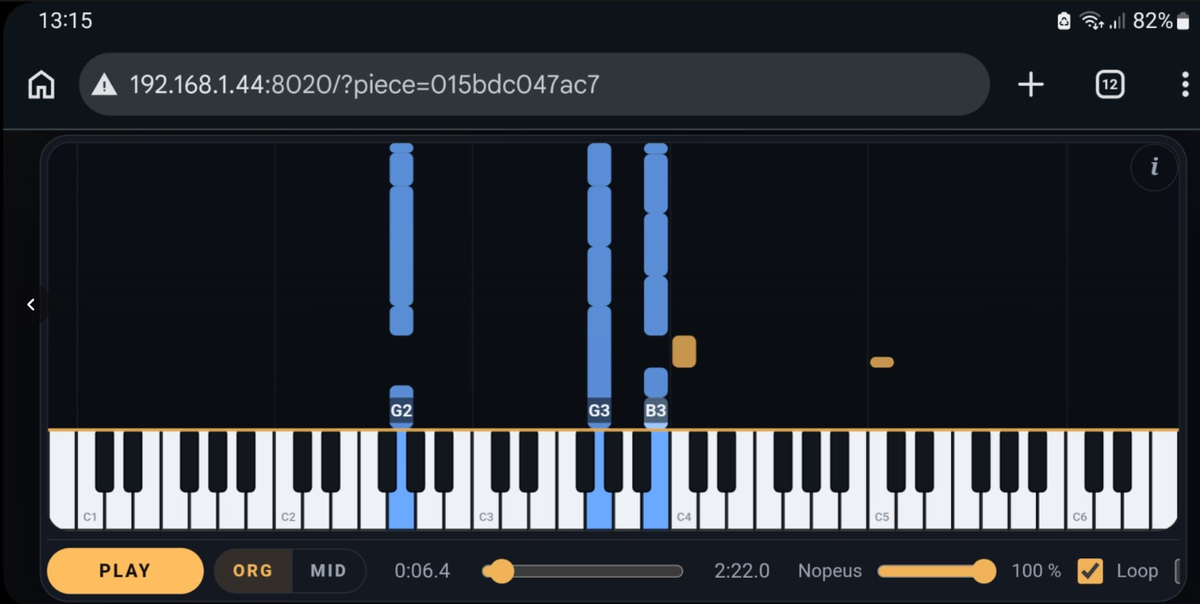 13:15
82%
192.168.1.44:8020/?piece=015bdc047ac7
12
i
G2 G3 B3
C1 C2 C3 C4 C5 C6
PLAY ORG MID 0:06.4 2:22.0 Nopeus 100 % Loop